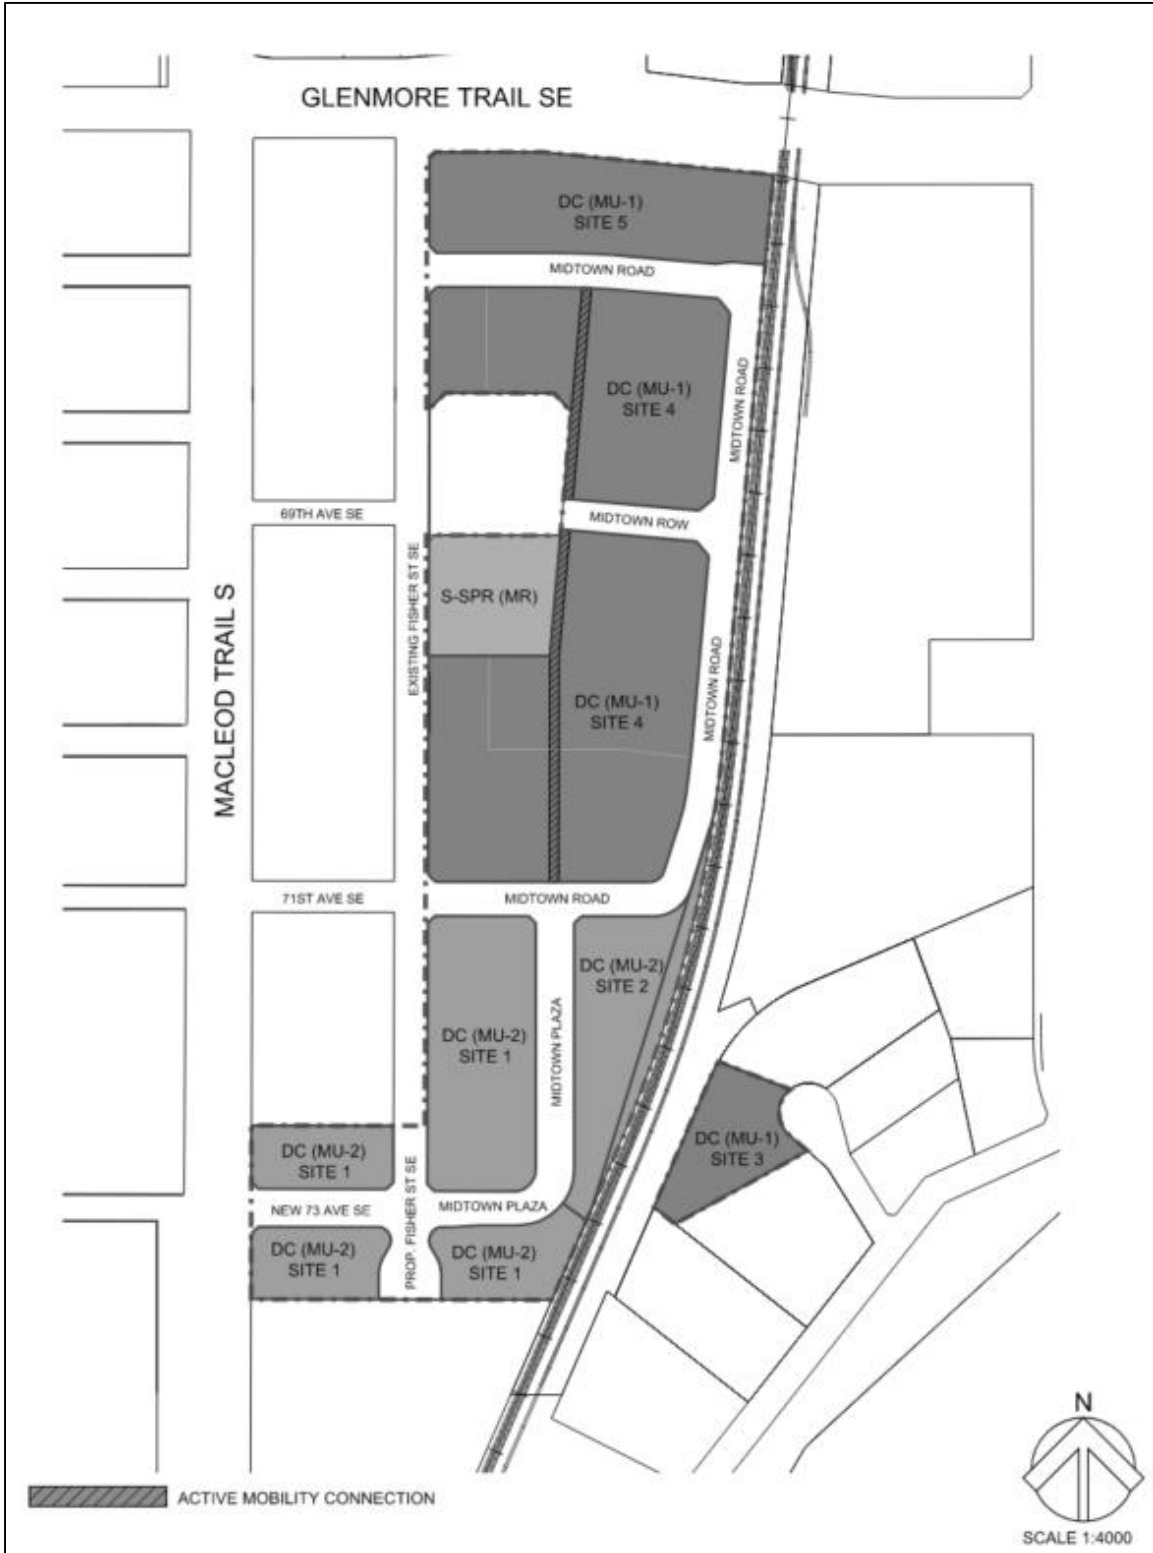 GLENMORE TRAIL SE
DC (MU-1)
SITE 5
MIDTOWN ROAD
DC (MU-1)
SITE 4
MIDTOWN ROAD
69TH AVE SE
MIDTOWN ROW
EXISTING FISHER ST SE
S-SPR (MR)
MACLEOD TRAIL S
MIDTOWN ROAD
DC (MU-1)
SITE 4
71ST AVE SE
MIDTOWN ROAD
DC (MU-2)
SITE 2
DC (MU-2)
SITE 1
MIDTOWN PLAZA
DC (MU-1)
SITE 3
DC (MU-2)
SITE 1
PROP. FISHER ST SE
NEW 73 AVE SE
MIDTOWN PLAZA
DC (MU-2)
SITE 1
DC (MU-2)
SITE 1
N
ACTIVE MOBILITY CONNECTION
SCALE 1:4000